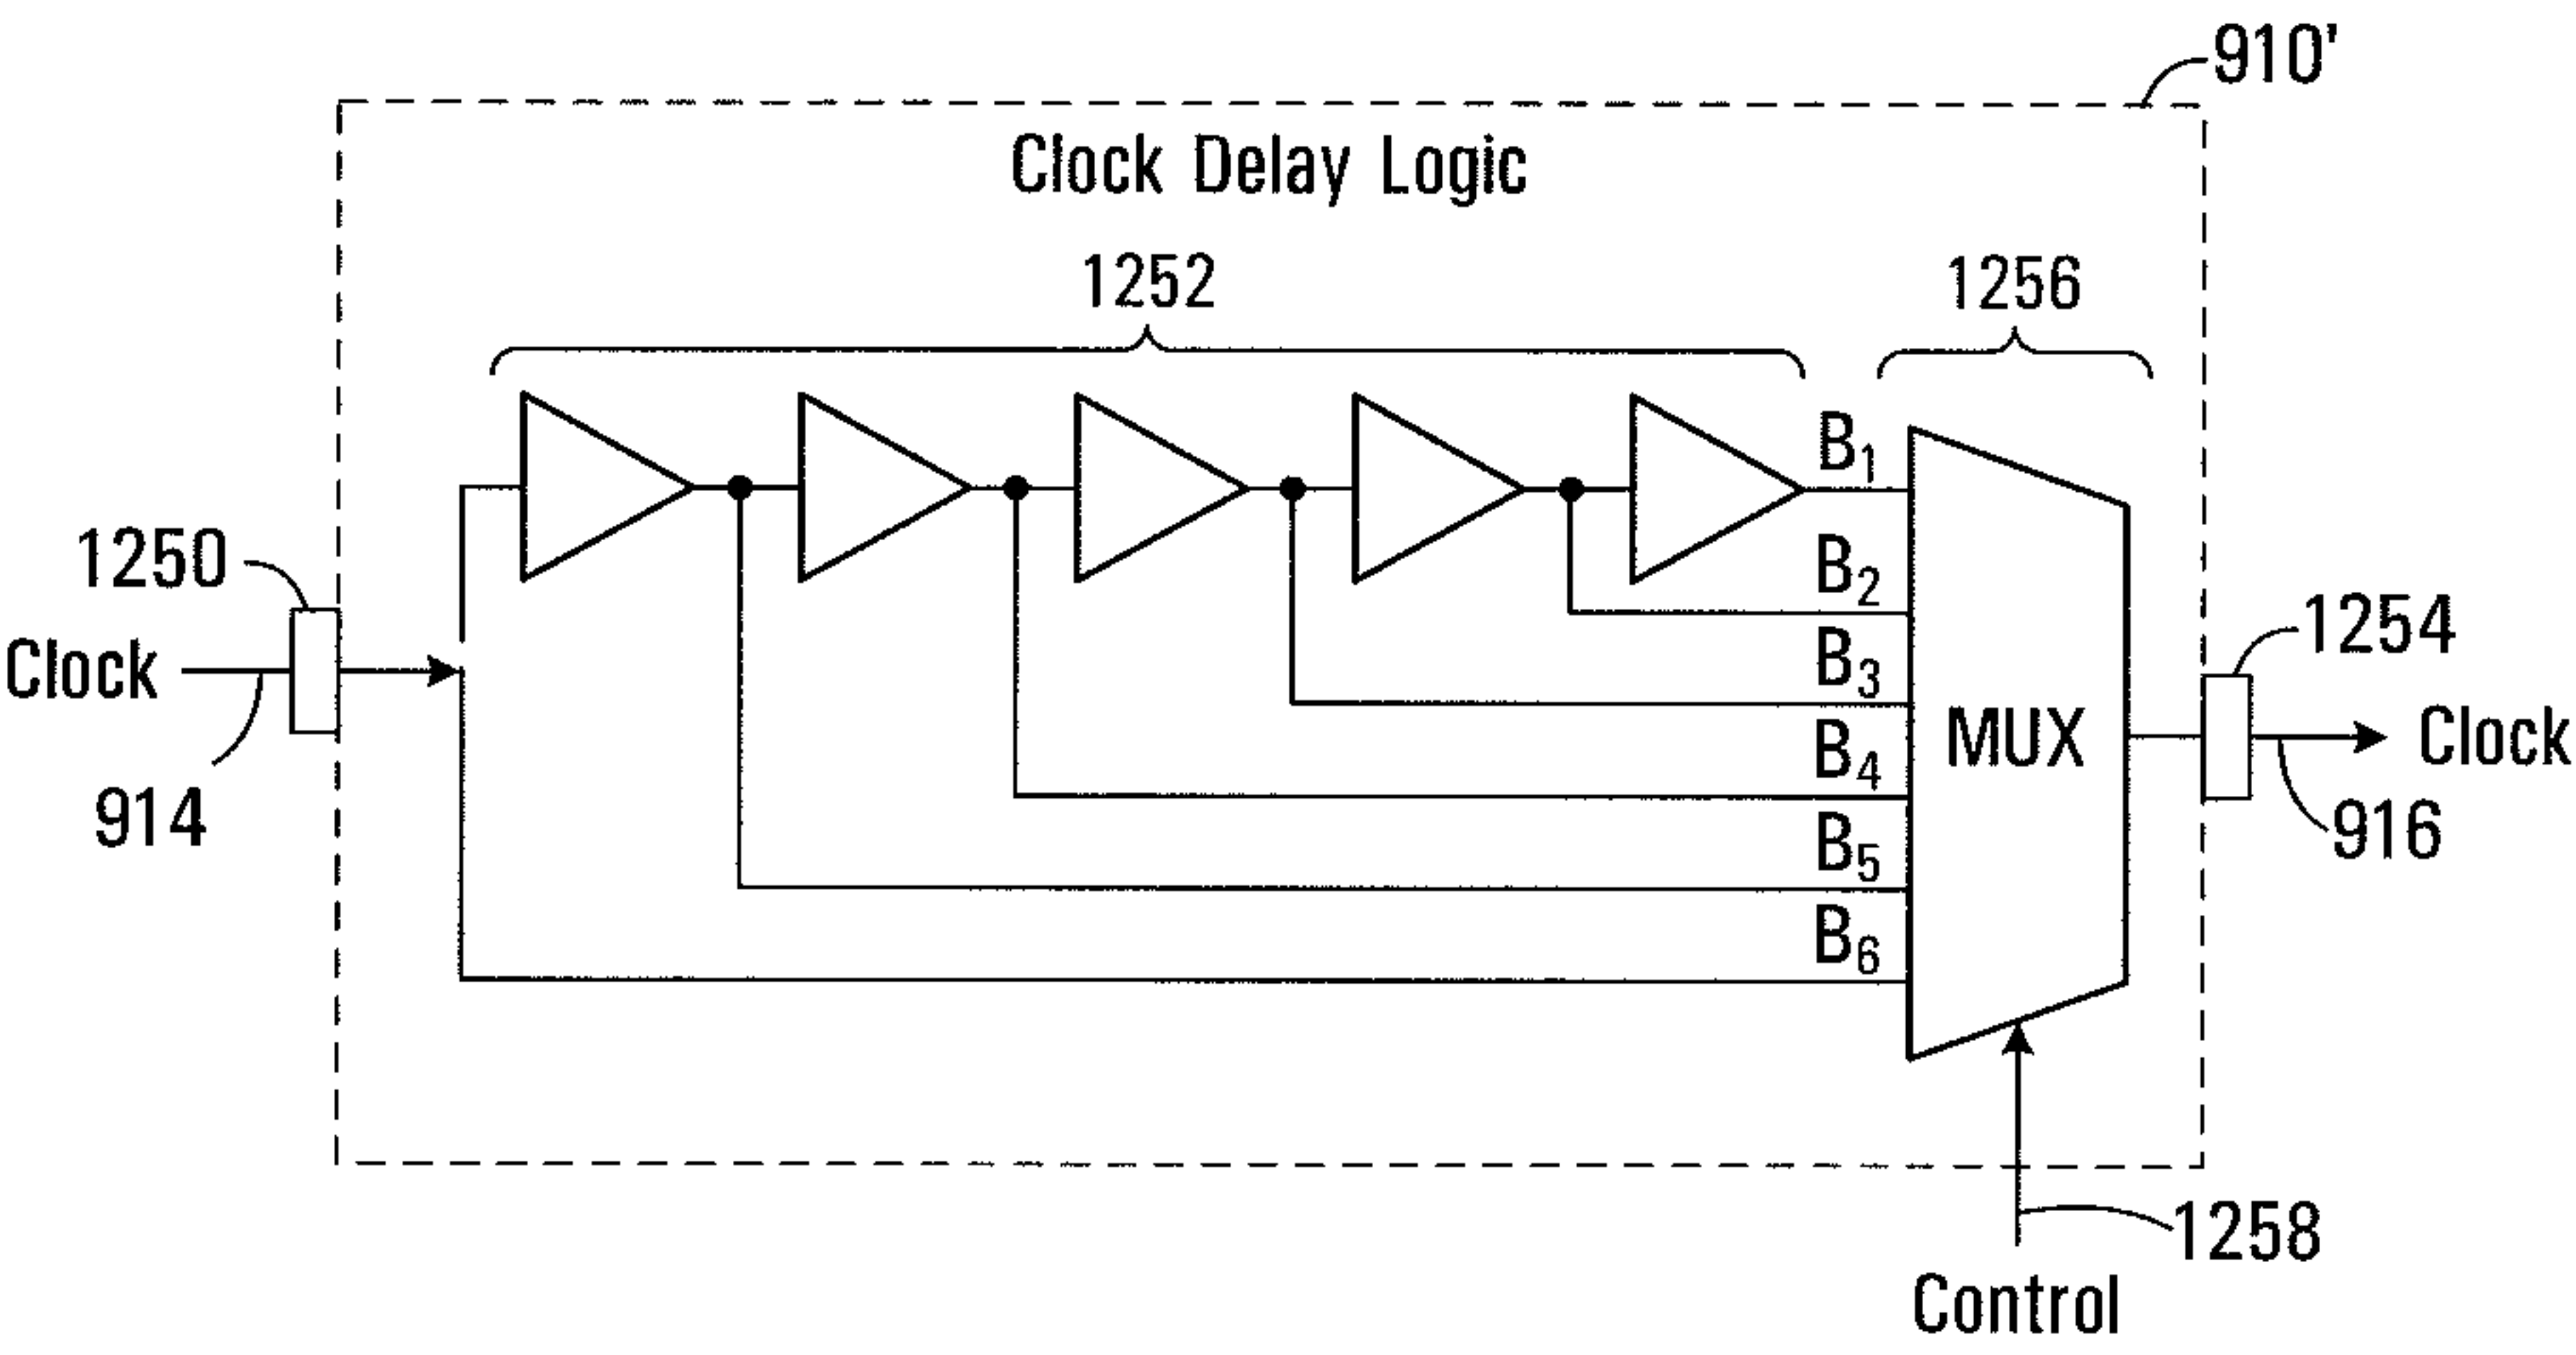 910'
Clock Delay Logic
1252
1256
B1
1250
B2
1254
Clock
B3
MUX
Clock
B4
914
916
B5
B6
1258
Control